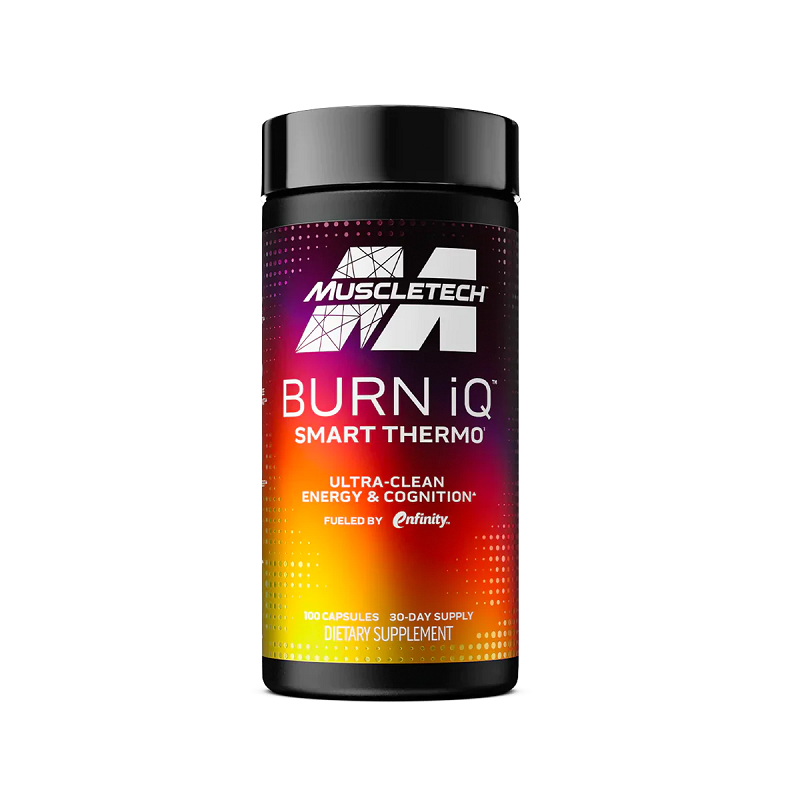 MUSCLETECH
BURN iQ™
SMART THERMO†
ULTRA-CLEAN
ENERGY & COGNITION^
FUELED BY enfinity.
100 CAPSULES 30-DAY SUPPLY
DIETARY SUPPLEMENT